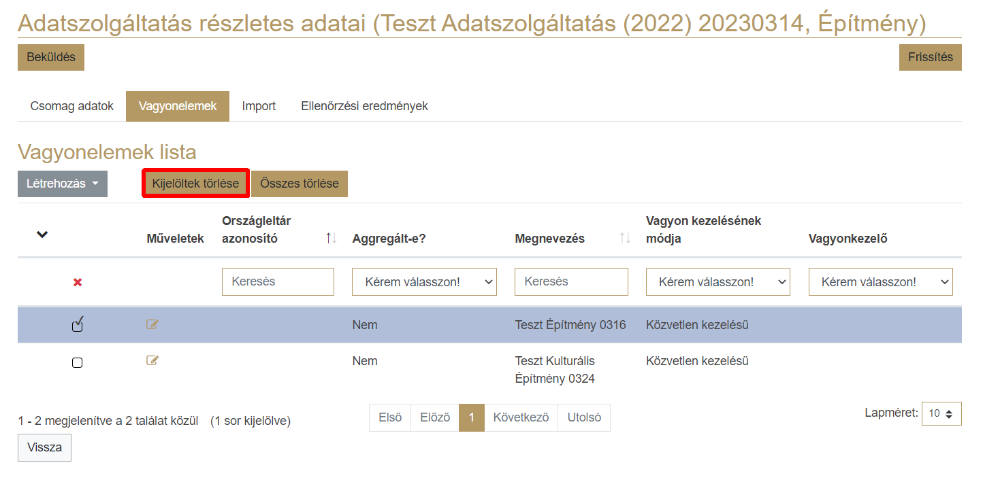 Adatszolgáltatás részletes adatai (Teszt Adatszolgáltatás (2022) 20230314, Építmény)
Beküldés Frissítés
Csomag adatok Vagyonelemek Import Ellenőrzési eredmények
Vagyonelemek lista
Létrehozás Kijelöltek törlése Összes törlése
Országleltár Vagyon kezelésének
Műveletek azonosító Aggregált-e? Megnevezés módja Vagyonkezelő
Keresés Kérem válasszon! Keresés Kérem válasszon! Kérem válasszon!
Nem Teszt Építmény 0316 Közvetlen kezelésű
Nem Teszt Kulturális Közvetlen kezelésű
Építmény 0324
1 - 2 megjelenítve a 2 találat közül (1 sor kijelölve) Első Előző 1 Következő Utolsó Lapméret: 10
Vissza